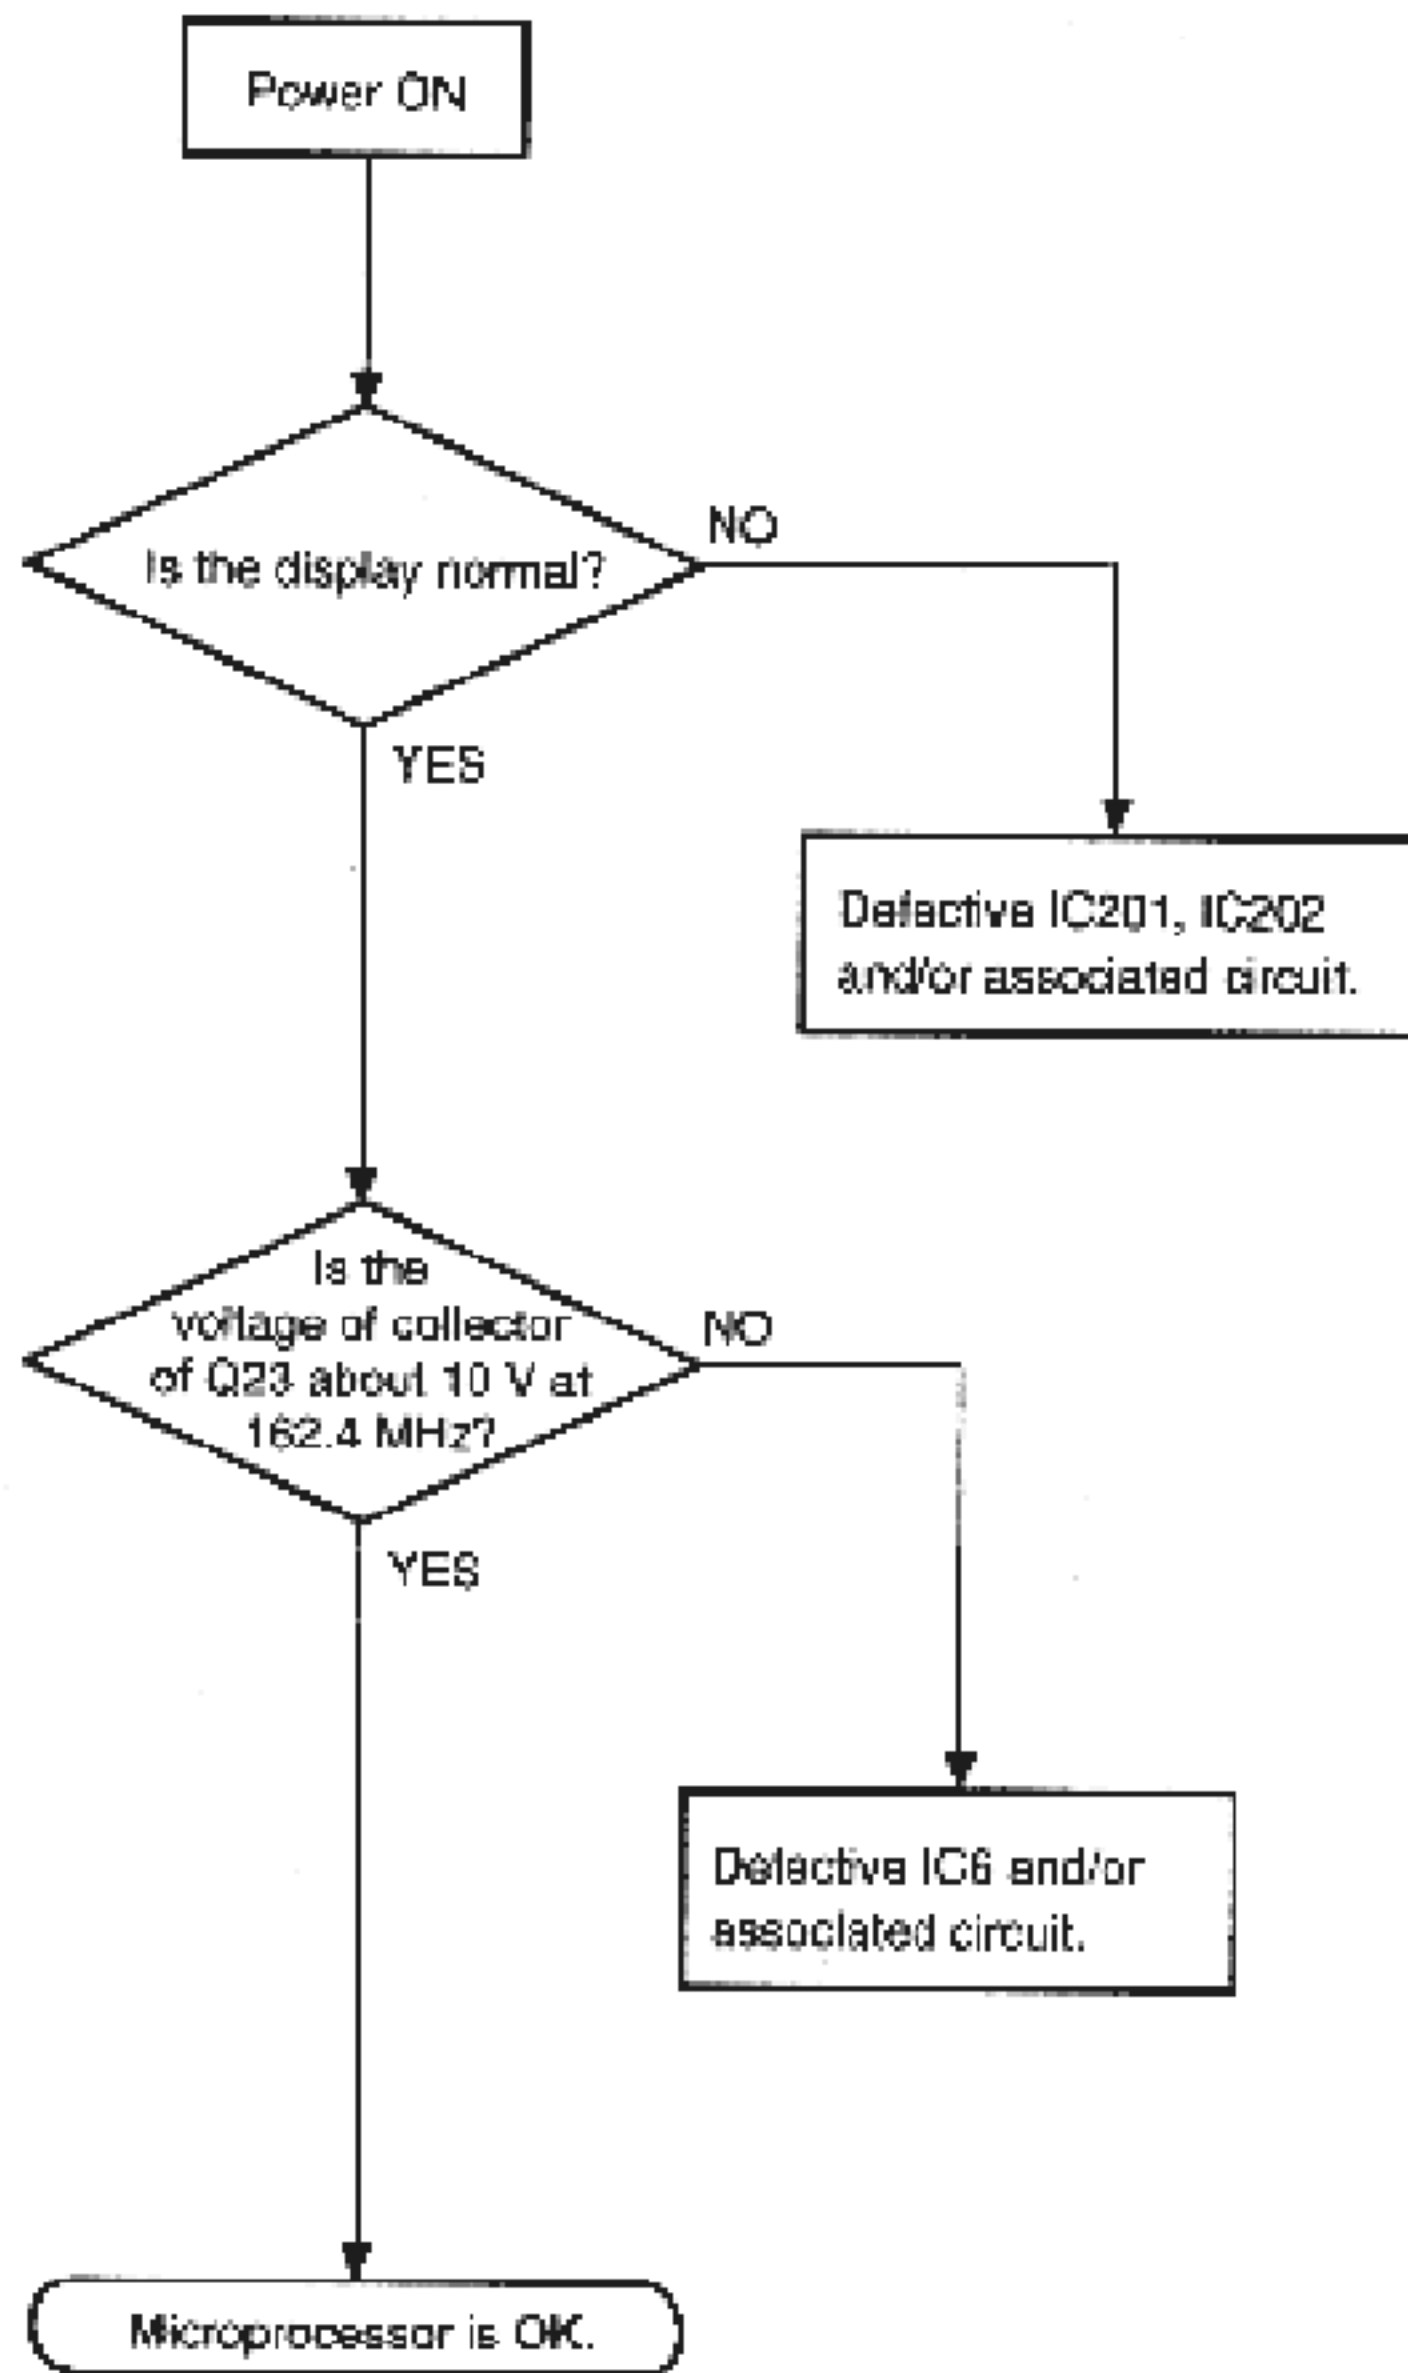 Power ON
Is the display normal?
NO
YES
Defective IC201, IC202
and/or associated circuit.
Is the
voltage of collector
of Q23 about 10 V at
162.4 MHz?
NO
YES
Defective IC6 and/or
associated circuit.
Microprocessor is OK.